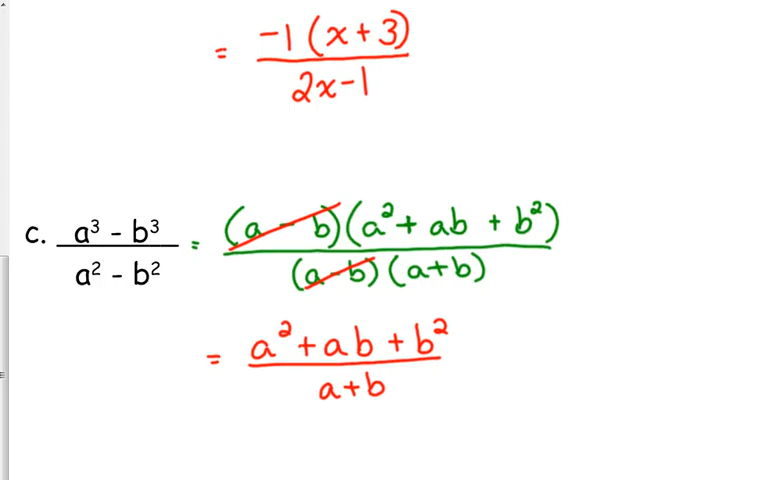 = -1(x+3) / 2x-1
c. a³ - b³ / a² - b² = (a - b)(a² + ab + b²) / (a-b)(a+b)
= a² + ab + b² / a+b